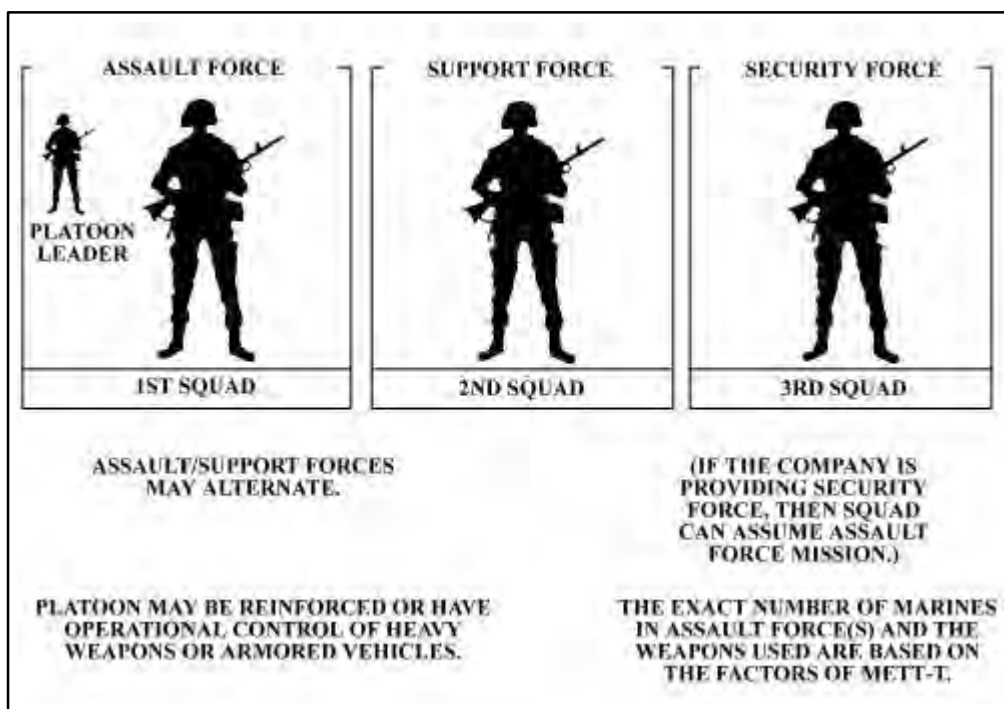 ASSAULT FORCE
SUPPORT FORCE
SECURITY FORCE
PLATOON
LEADER
1ST SQUAD
2ND SQUAD
3RD SQUAD
ASSAULT/SUPPORT FORCES
MAY ALTERNATE.
(IF THE COMPANY IS
PROVIDING SECURITY
FORCE, THEN SQUAD
CAN ASSUME ASSAULT
FORCE MISSION.)
PLATOON MAY BE REINFORCED OR HAVE
OPERATIONAL CONTROL OF HEAVY
WEAPONS OR ARMORED VEHICLES.
THE EXACT NUMBER OF MARINES
IN ASSAULT FORCE(S) AND THE
WEAPONS USED ARE BASED ON
THE FACTORS OF METT-T.